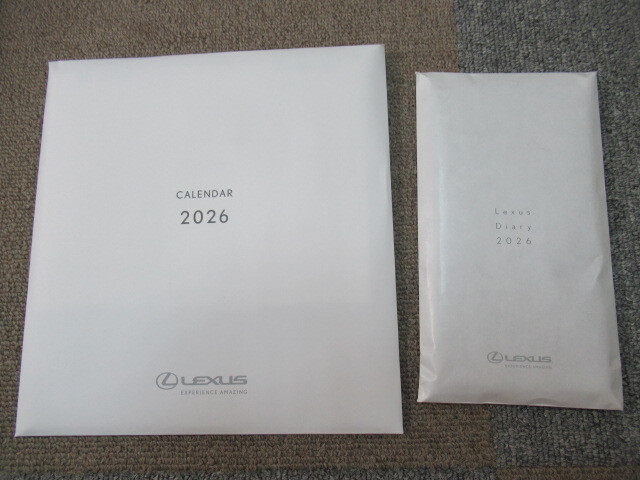 CALENDAR
2026
LEXUS
EXPERIENCE AMAZING
Lexus
Diary
2026
LEXUS
EXPERIENCE AMAZING